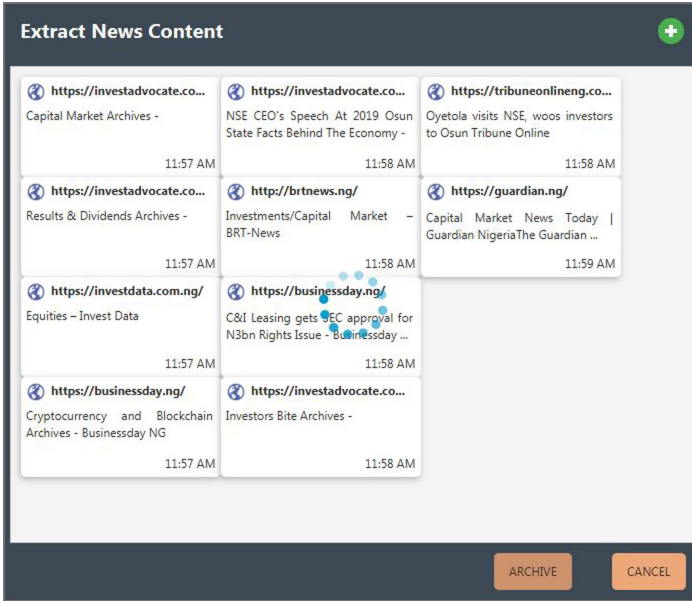 Extract News Content
https://investadvocate.co...
Capital Market Archives -
11:57 AM
https://investadvocate.co...
Results & Dividends Archives -
11:57 AM
https://investdata.com.ng/
Equities – Invest Data
11:57 AM
https://businessday.ng/
Cryptocurrency and Blockchain
Archives - Businessday NG
11:57 AM
https://investadvocate.co...
NSE CEO's Speech At 2019 Osun
State Facts Behind The Economy -
11:58 AM
http://brtnews.ng/
Investments/Capital Market –
BRT-News
11:58 AM
https://businessday.ng/
C&I Leasing gets SEC approval for
N3bn Rights Issue - Businessday ...
11:58 AM
https://investadvocate.co...
Investors Bite Archives -
11:58 AM
https://tribuneonlineng.co...
Oyetola visits NSE, woos investors
to Osun Tribune Online
11:58 AM
https://guardian.ng/
Capital Market News Today |
Guardian NigeriaThe Guardian ...
11:59 AM
ARCHIVE
CANCEL